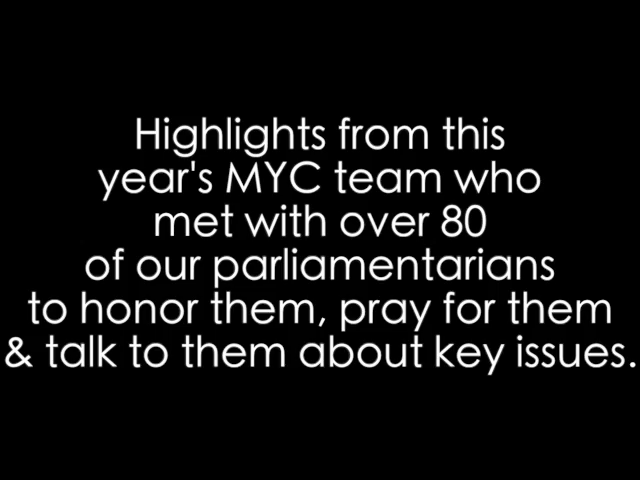 Highlights from this
year's MYC team who
met with over 80
of our parliamentarians
to honor them, pray for them
& talk to them about key issues.